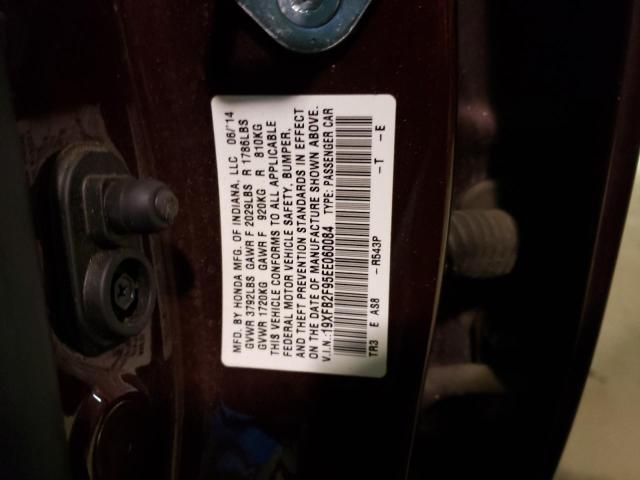 MFD. BY HONDA MFG. OF INDIANA, LLC 06/14
GVWR 3792LBS GAWR F 2029LBS R 1786LBS
GVWR 1720KG GAWR F 920KG R 810KG
THIS VEHICLE CONFORMS TO ALL APPLICABLE
FEDERAL MOTOR VEHICLE SAFETY, BUMPER,
AND THEFT PREVENTION STANDARDS IN EFFECT
ON THE DATE OF MANUFACTURE SHOWN ABOVE.
V.I.N.:19XFB2F95EE060084 TYPE: PASSENGER CAR
TR3 E AS8 -R543P -T -E